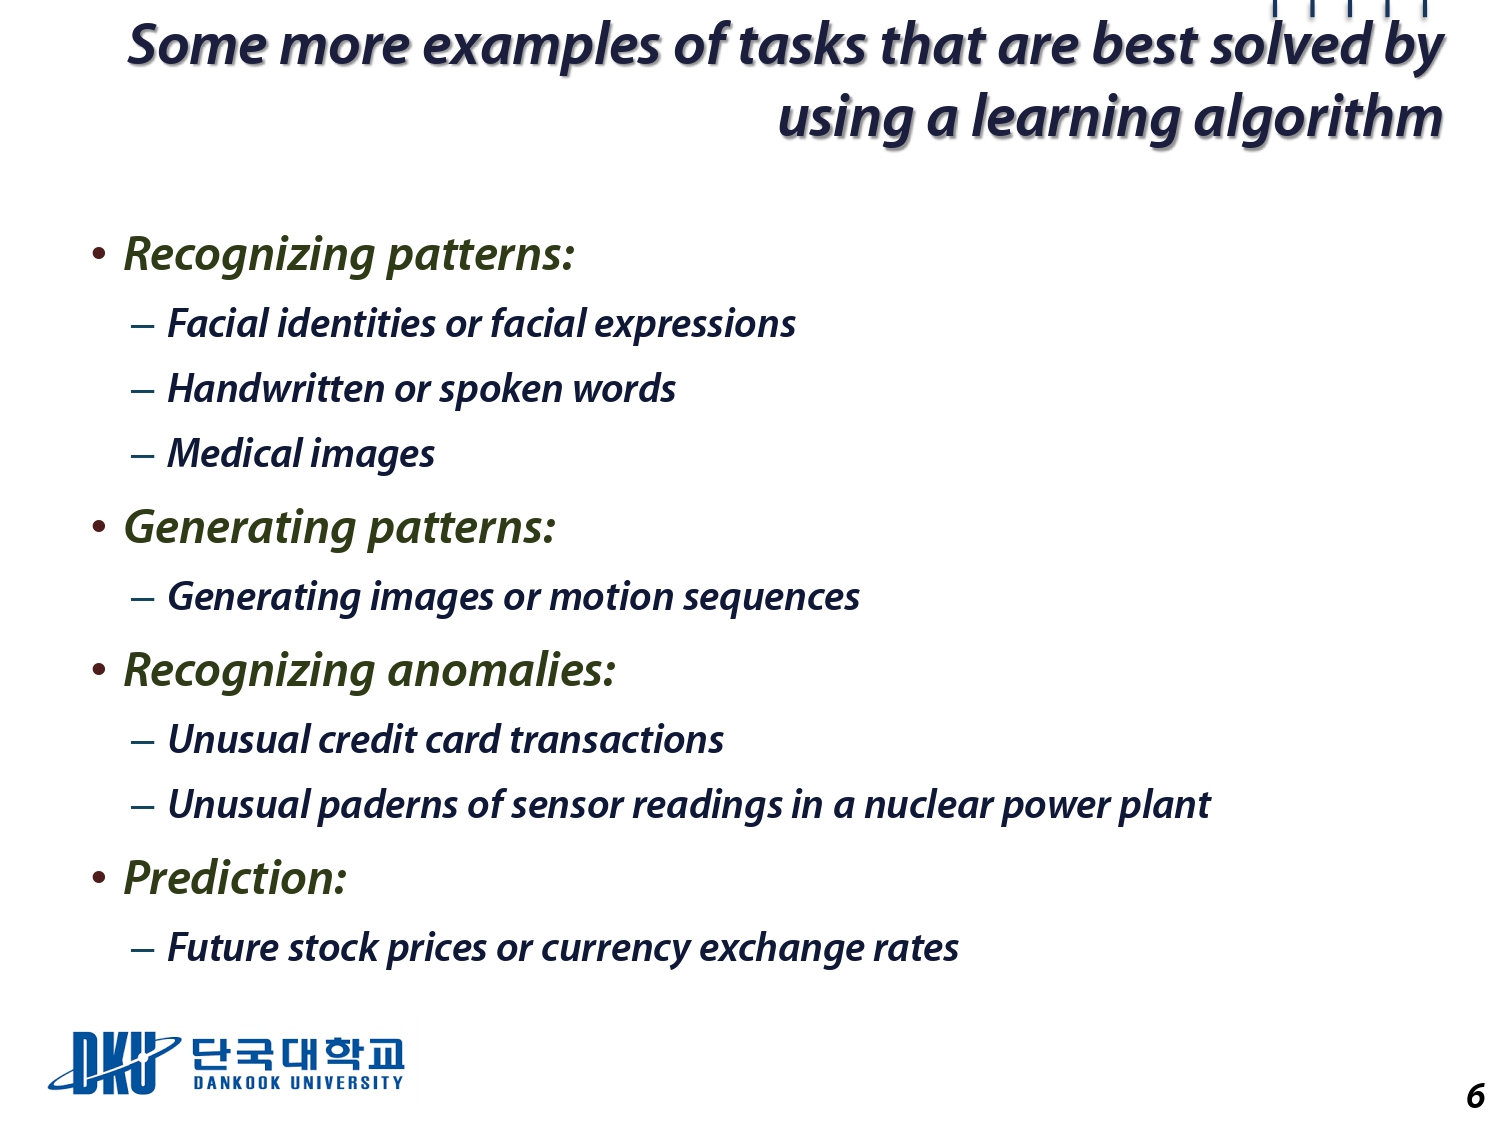 Some more examples of tasks that are best solved by
using a learning algorithm
• Recognizing patterns:
– Facial identities or facial expressions
– Handwritten or spoken words
– Medical images
• Generating patterns:
– Generating images or motion sequences
• Recognizing anomalies:
– Unusual credit card transactions
– Unusual paderns of sensor readings in a nuclear power plant
• Prediction:
– Future stock prices or currency exchange rates
DKU 단국대학교
DANKOOK UNIVERSITY
6